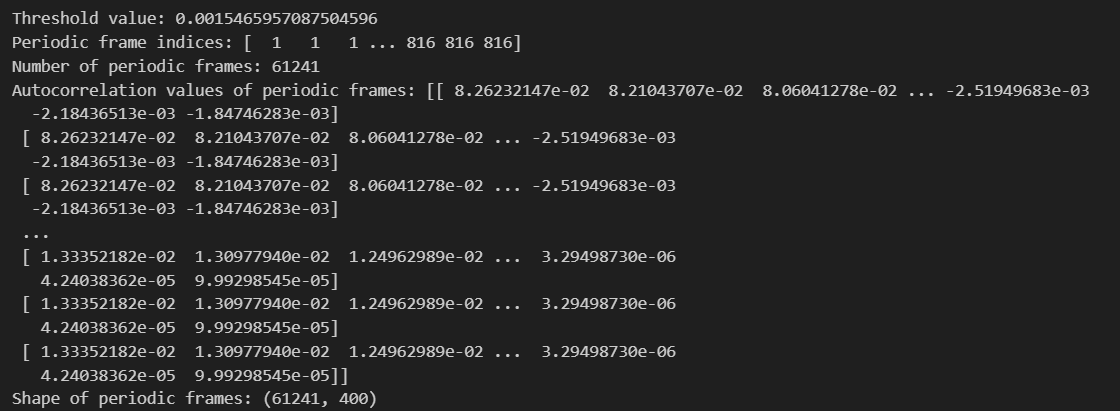 Threshold value: 0.0015465957087504596
Periodic frame indices: [  1   1   1 ... 816 816 816]
Number of periodic frames: 61241
Autocorrelation values of periodic frames: [[ 8.26232147e-02  8.21043707e-02  8.06041278e-02 ... -2.51949683e-03
  -2.18436513e-03 -1.84746283e-03]
 [ 8.26232147e-02  8.21043707e-02  8.06041278e-02 ... -2.51949683e-03
  -2.18436513e-03 -1.84746283e-03]
 [ 8.26232147e-02  8.21043707e-02  8.06041278e-02 ... -2.51949683e-03
  -2.18436513e-03 -1.84746283e-03]
 ...
 [ 1.33352182e-02  1.30977940e-02  1.24962989e-02 ...  3.29498730e-06
   4.24038362e-05  9.99298545e-05]
 [ 1.33352182e-02  1.30977940e-02  1.24962989e-02 ...  3.29498730e-06
   4.24038362e-05  9.99298545e-05]
 [ 1.33352182e-02  1.30977940e-02  1.24962989e-02 ...  3.29498730e-06
   4.24038362e-05  9.99298545e-05]]
Shape of periodic frames: (61241, 400)